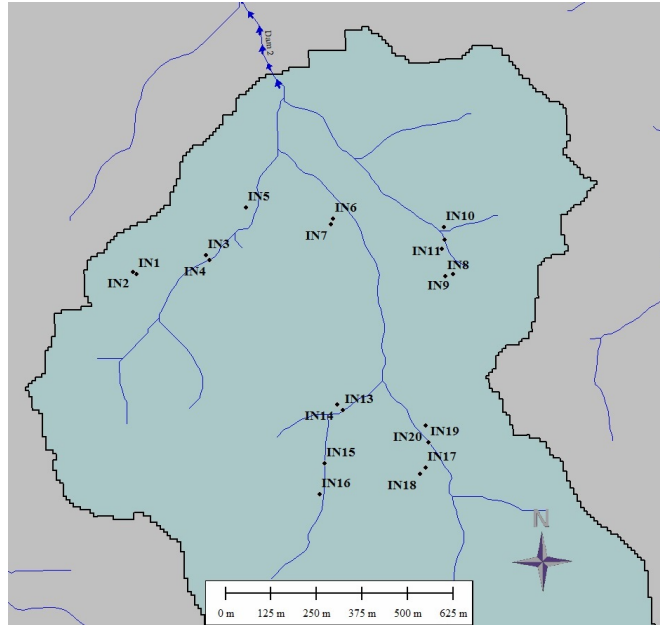 Dam 2
IN5
IN6
IN7
IN10
IN3
IN11
IN4
IN1
IN8
IN2
IN9
IN13
IN14
IN19
IN20
IN15
IN17
IN16
IN18
N
0 m 125 m 250 m 375 m 500 m 625 m